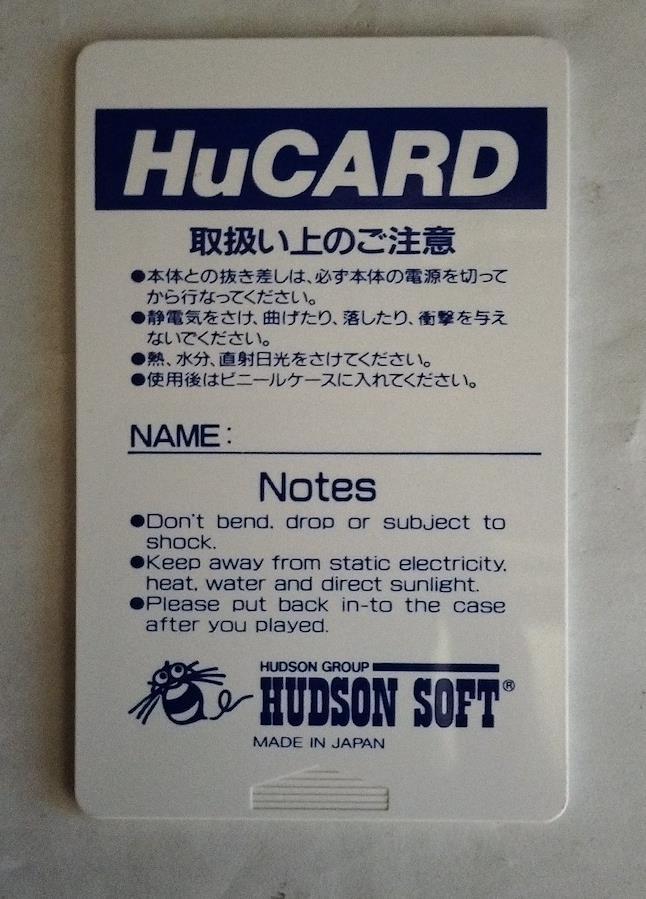 HuCARD
取扱い上のご注意
●本体との抜き差しは、必ず本体の電源を切って
から行なってください。
●静電気をさけ、曲げたり、落したり、衝撃を与え
ないでください。
●熱、水分、直射日光をさけてください。
●使用後はビニールケースに入れてください。
NAME:
Notes
●Don't bend, drop or subject to
shock.
●Keep away from static electricity,
heat, water and direct sunlight.
●Please put back in-to the case
after you played.
HUDSON GROUP
HUDSON SOFT®
MADE IN JAPAN